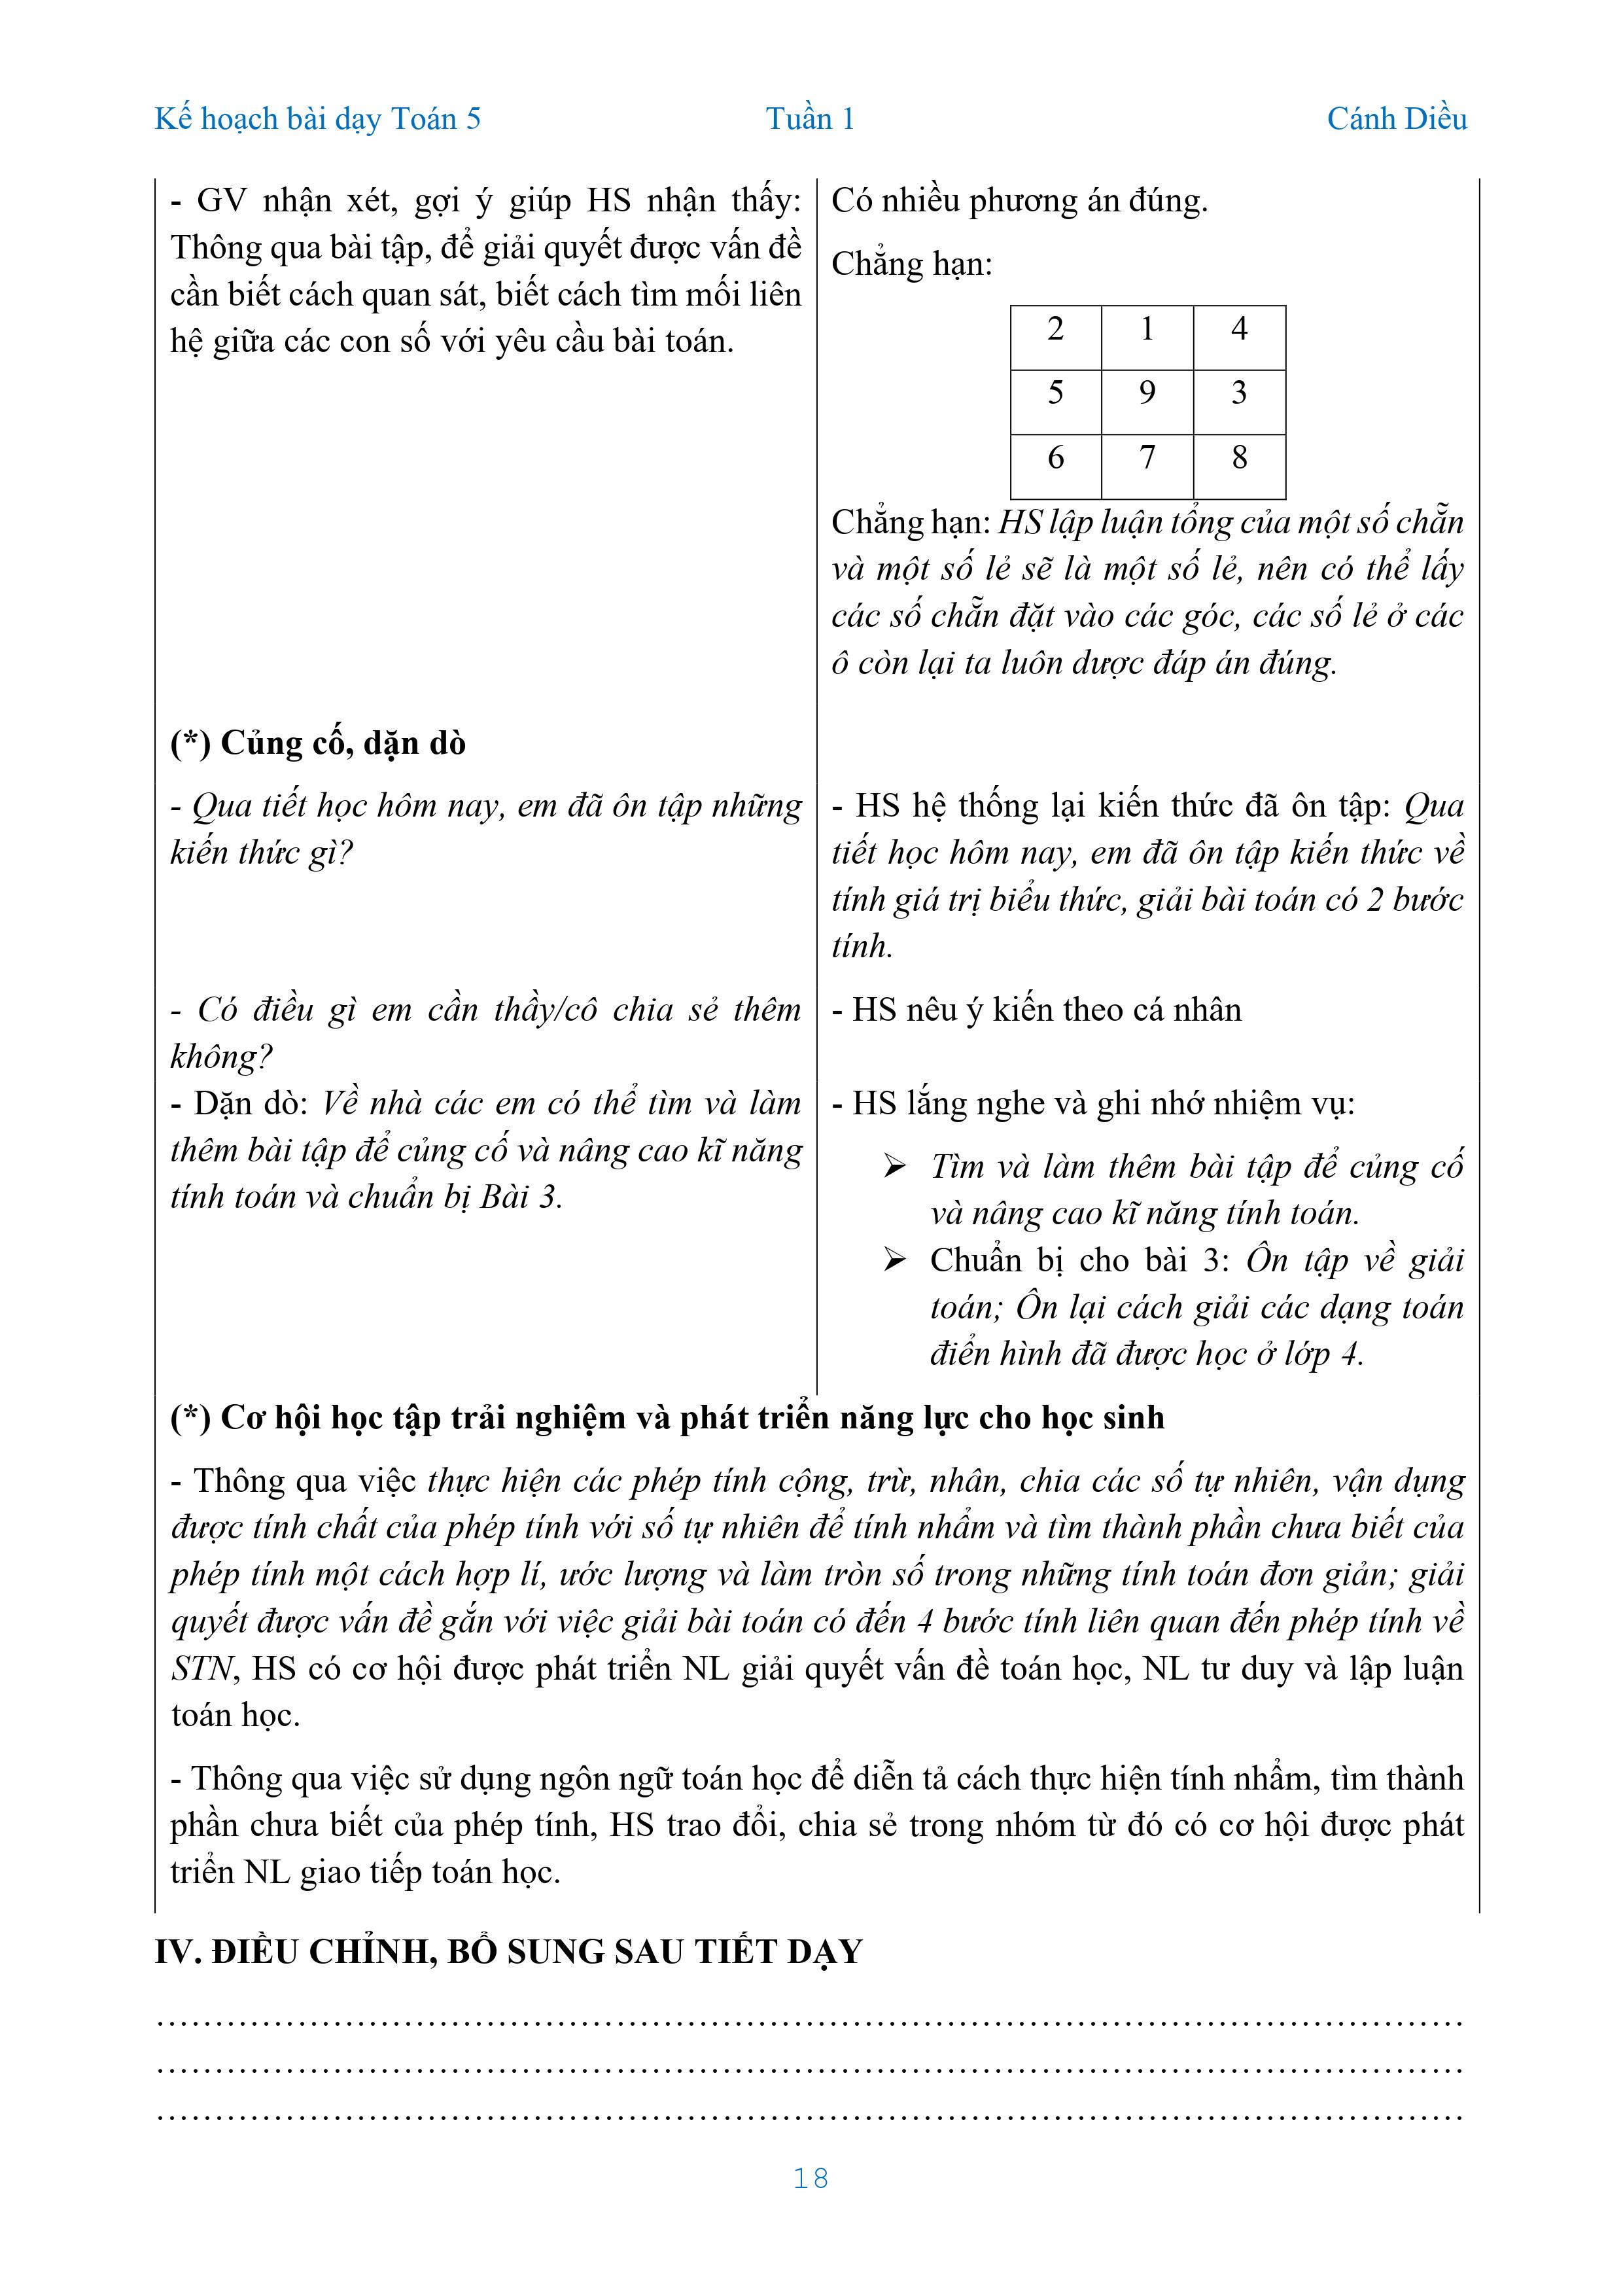 Kế hoạch bài dạy Toán 5 Tuần 1 Cánh Diều
- GV nhận xét, gợi ý giúp HS nhận thấy:
Thông qua bài tập, để giải quyết được vấn đề
cần biết cách quan sát, biết cách tìm mối liên
hệ giữa các con số với yêu cầu bài toán.
Có nhiều phương án đúng.
Chẳng hạn:
2 1 4
5 9 3
6 7 8
Chẳng hạn: HS lập luận tổng của một số chẵn
và một số lẻ sẽ là một số lẻ, nên có thể lấy
các số chẵn đặt vào các góc, các số lẻ ở các
ô còn lại ta luôn dược đáp án đúng.
(*) Củng cố, dặn dò
- Qua tiết học hôm nay, em đã ôn tập những
kiến thức gì?
- HS hệ thống lại kiến thức đã ôn tập: Qua
tiết học hôm nay, em đã ôn tập kiến thức về
tính giá trị biểu thức, giải bài toán có 2 bước
tính.
- Có điều gì em cần thầy/cô chia sẻ thêm
không?
- HS nêu ý kiến theo cá nhân
- Dặn dò: Về nhà các em có thể tìm và làm
thêm bài tập để củng cố và nâng cao kĩ năng
tính toán và chuẩn bị Bài 3.
- HS lắng nghe và ghi nhớ nhiệm vụ:
➢ Tìm và làm thêm bài tập để củng cố
và nâng cao kĩ năng tính toán.
➢ Chuẩn bị cho bài 3: Ôn tập về giải
toán; Ôn lại cách giải các dạng toán
điển hình đã được học ở lớp 4.
(*) Cơ hội học tập trải nghiệm và phát triển năng lực cho học sinh
- Thông qua việc thực hiện các phép tính cộng, trừ, nhân, chia các số tự nhiên, vận dụng
được tính chất của phép tính với số tự nhiên để tính nhẩm và tìm thành phần chưa biết của
phép tính một cách hợp lí, ước lượng và làm tròn số trong những tính toán đơn giản; giải
quyết được vấn đề gắn với việc giải bài toán có đến 4 bước tính liên quan đến phép tính về
STN, HS có cơ hội được phát triển NL giải quyết vấn đề toán học, NL tư duy và lập luận
toán học.
- Thông qua việc sử dụng ngôn ngữ toán học để diễn tả cách thực hiện tính nhẩm, tìm thành
phần chưa biết của phép tính, HS trao đổi, chia sẻ trong nhóm từ đó có cơ hội được phát
triển NL giao tiếp toán học.
IV. ĐIỀU CHỈNH, BỔ SUNG SAU TIẾT DẠY
……………………………………………………………………………………………………
……………………………………………………………………………………………………
……………………………………………………………………………………………………
18